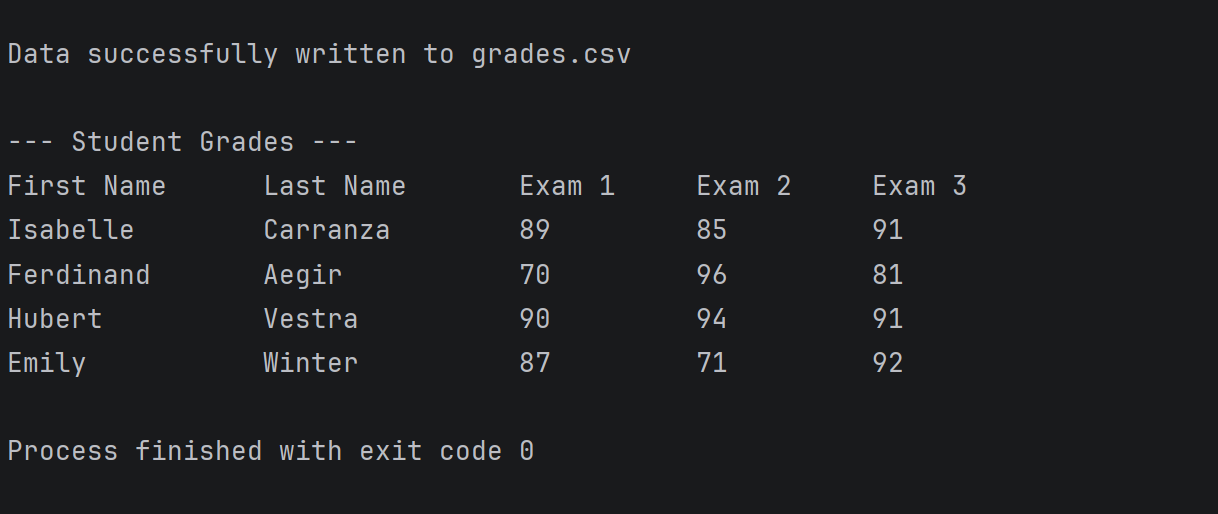 Data successfully written to grades.csv
--- Student Grades ---
First Name      Last Name       Exam 1     Exam 2     Exam 3
Isabelle        Carranza        89         85         91
Ferdinand       Aegir           70         96         81
Hubert          Vestra          90         94         91
Emily           Winter          87         71         92
Process finished with exit code 0